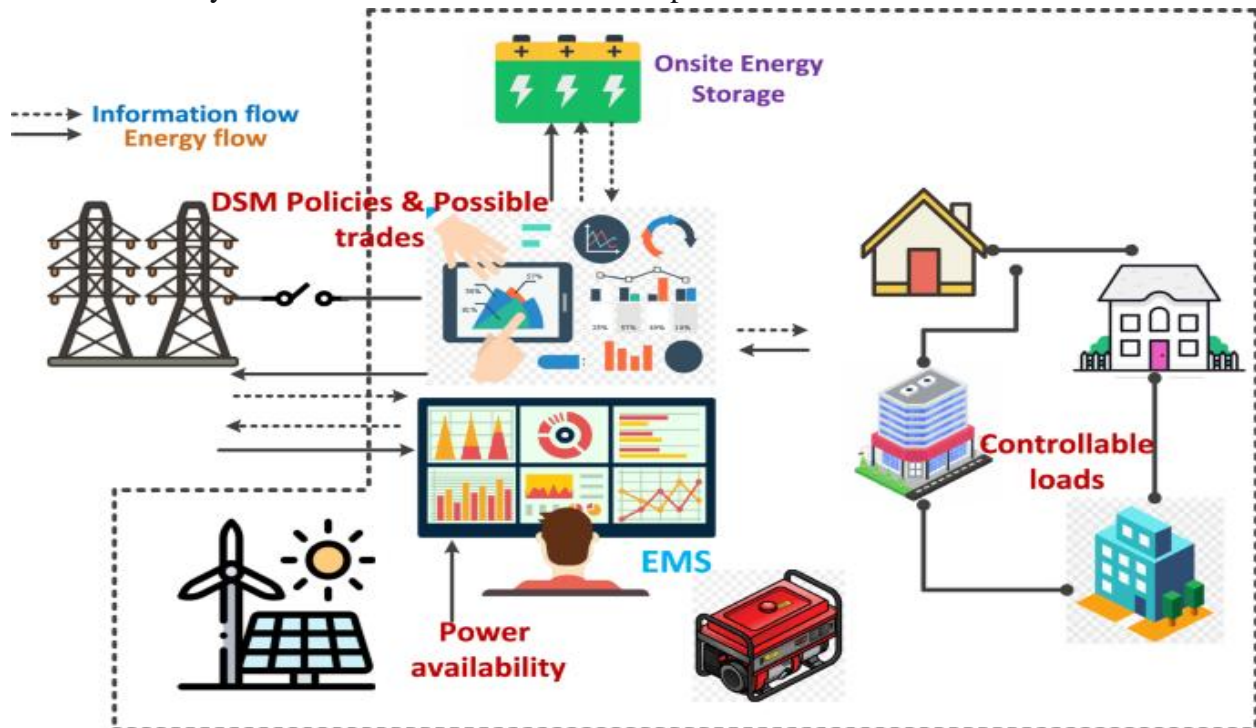 Onsite Energy
Storage
Information flow
Energy flow
DSM Policies & Possible
trades
Controllable
loads
EMS
Power
availability